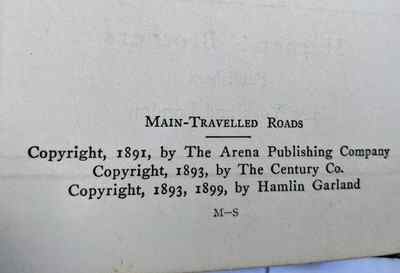 MAIN-TRAVELLED ROADS
Copyright, 1891, by The Arena Publishing Company
Copyright, 1893, by The Century Co.
Copyright, 1893, 1899, by Hamlin Garland
M-S